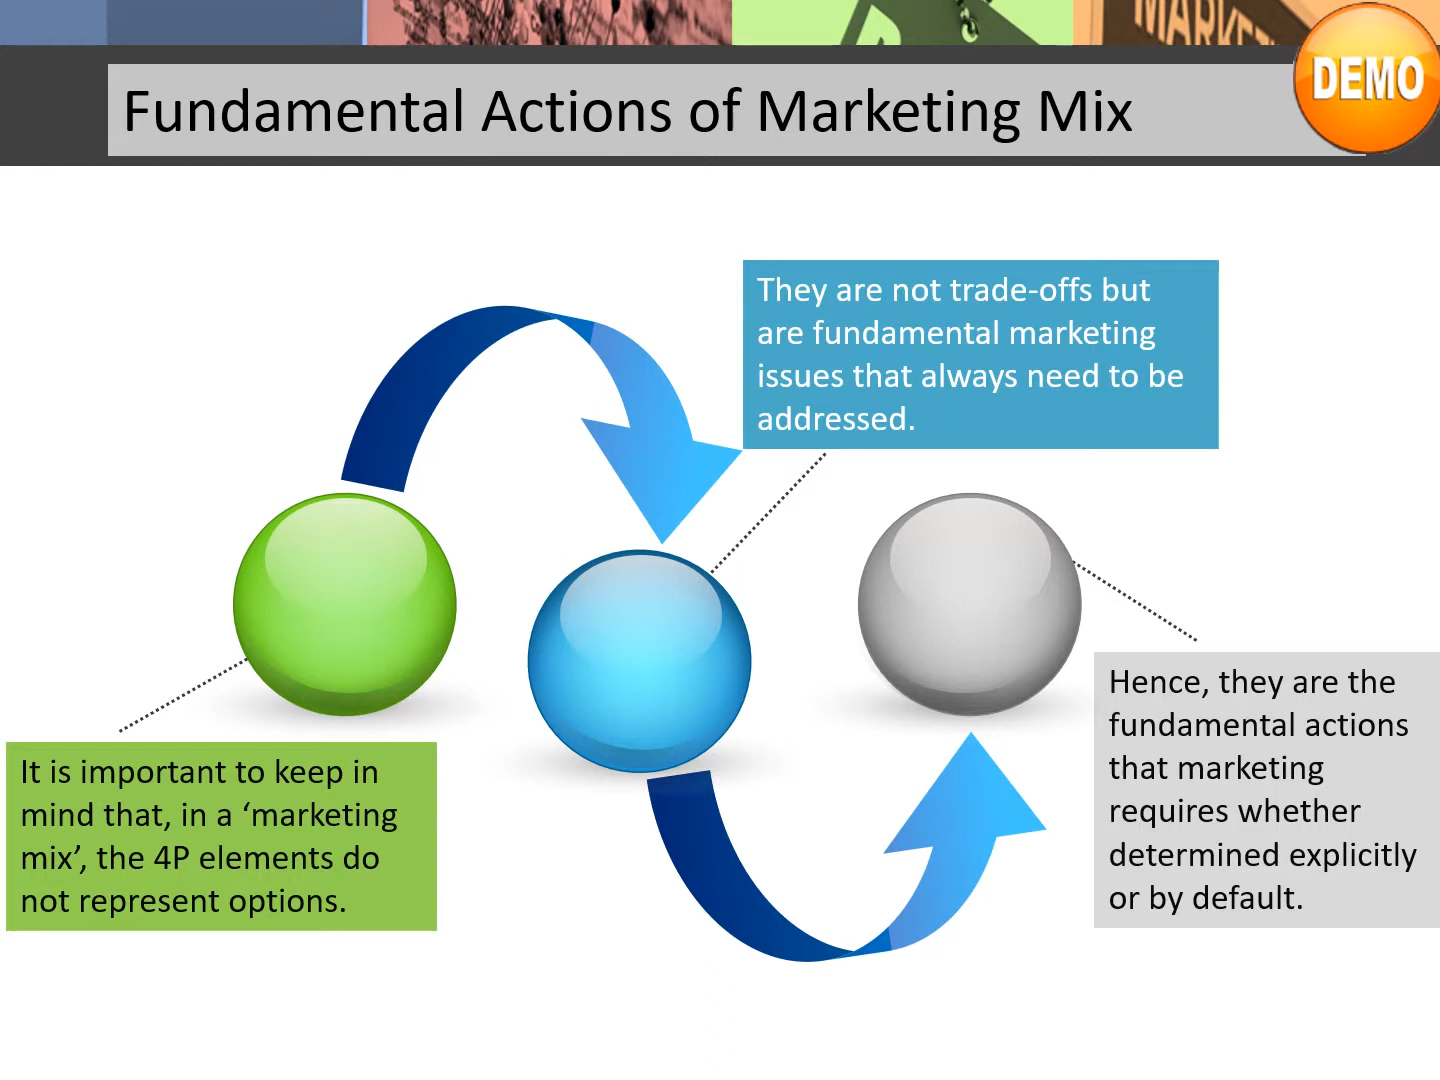 MARKET
DEMO
Fundamental Actions of Marketing Mix
They are not trade-offs but
are fundamental marketing
issues that always need to be
addressed.
It is important to keep in
mind that, in a ‘marketing
mix’, the 4P elements do
not represent options.
Hence, they are the
fundamental actions
that marketing
requires whether
determined explicitly
or by default.